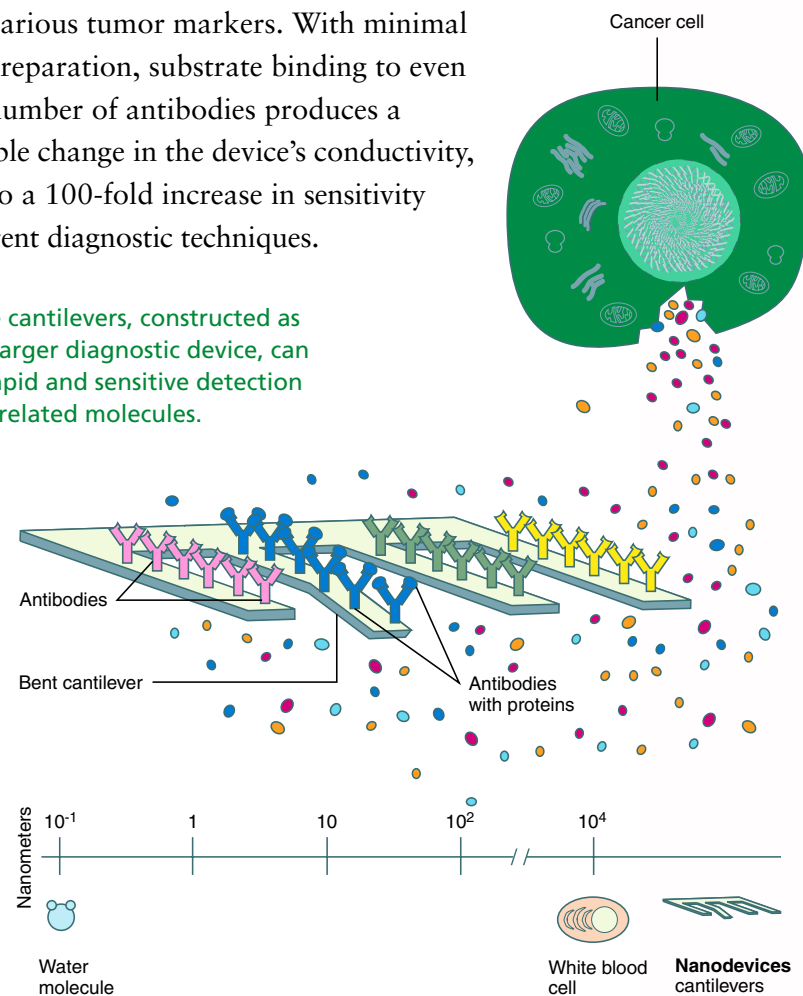 arious tumor markers. With minimal
reparation, substrate binding to even
number of antibodies produces a
ble change in the device's conductivity,
o a 100-fold increase in sensitivity
rent diagnostic techniques.
cantilevers, constructed as
arger diagnostic device, can
apid and sensitive detection
related molecules.
Cancer cell
Antibodies
Bent cantilever
Antibodies
with proteins
Nanometers
10⁻¹ 1 10 10² 10⁴
Water
molecule
White blood
cell
Nanodevices
cantilevers